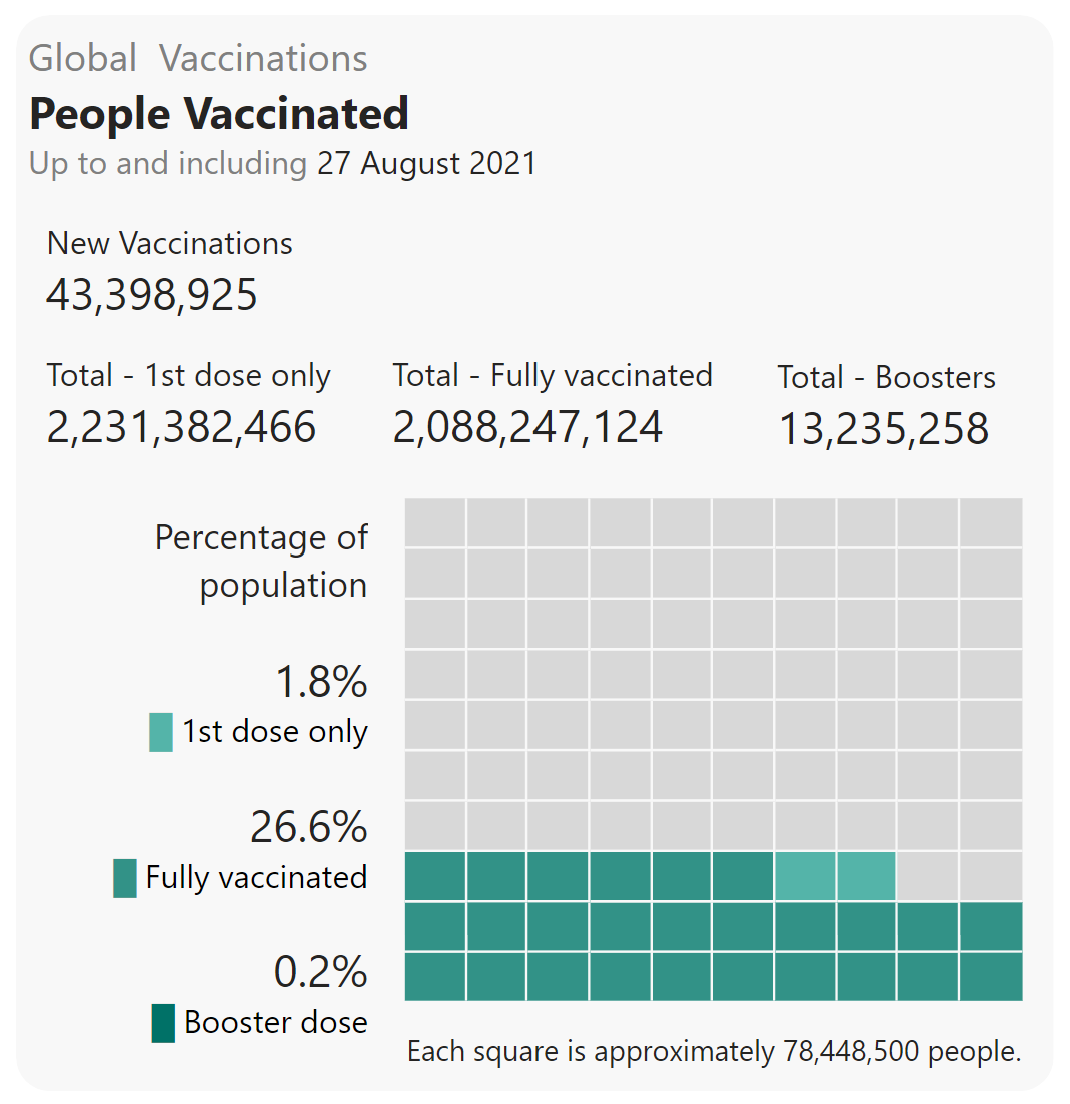 Global Vaccinations
People Vaccinated
Up to and including 27 August 2021
New Vaccinations
43,398,925
Total - 1st dose only
2,231,382,466
Total - Fully vaccinated
2,088,247,124
Total - Boosters
13,235,258
Percentage of
population
1.8%
1st dose only
26.6%
Fully vaccinated
0.2%
Booster dose
Each square is approximately 78,448,500 people.